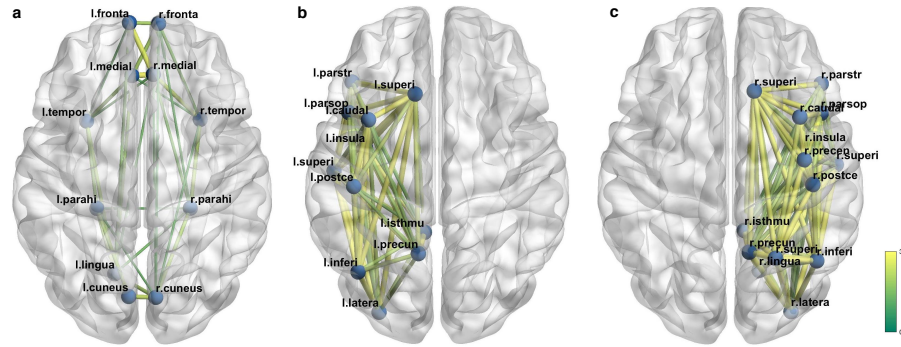 a
l.fronta r.fronta
l.medial r.medial
l.tempor r.tempor
l.parahi r.parahi
l.lingua
l.cuneus r.cuneus
b
l.parstr
l.superi
l.parsop
l.caudal
l.insula
l.superi
l.postce
l.isthmu
l.precun
l.inferi
l.latera
c
r.superi r.parstr
r.caudal r.parsop
r.insula
r.precen r.superi
r.postce
r.isthmu
r.precun r.superi r.inferi
r.lingua
r.latera